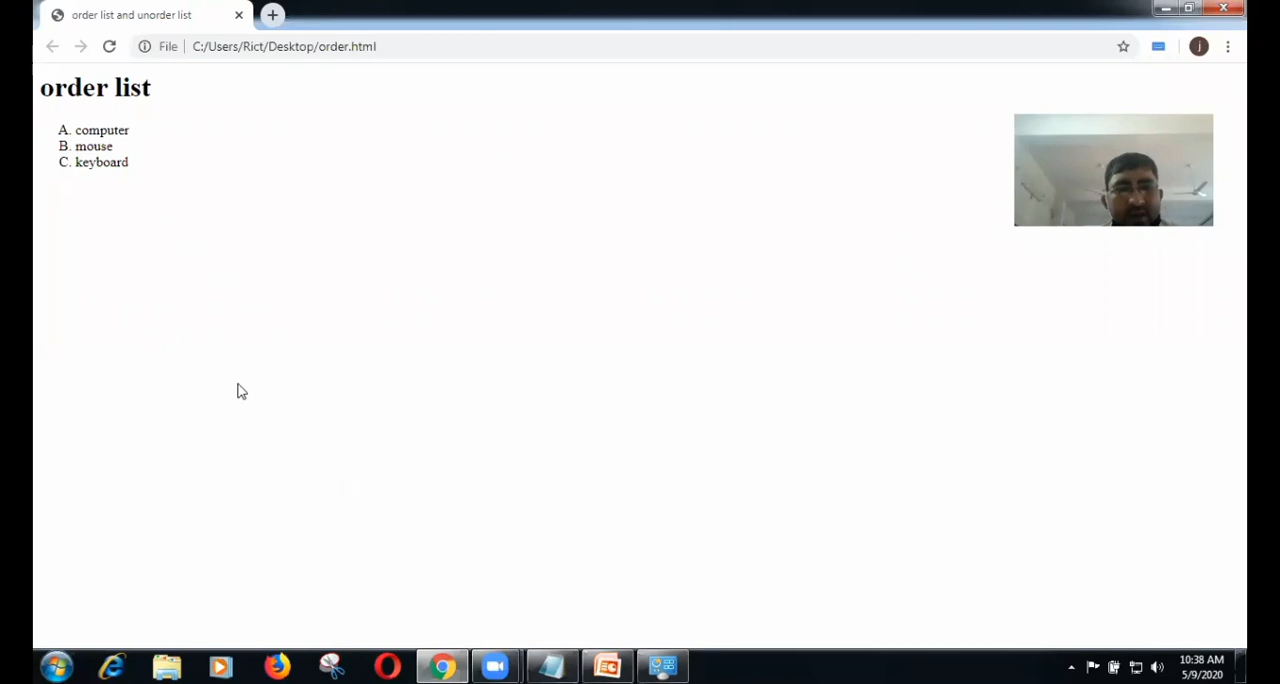 order list and unorder list
File
C:/Users/Rict/Desktop/order.html
j
order list
A. computer
B. mouse
C. keyboard
10:38 AM
5/9/2020